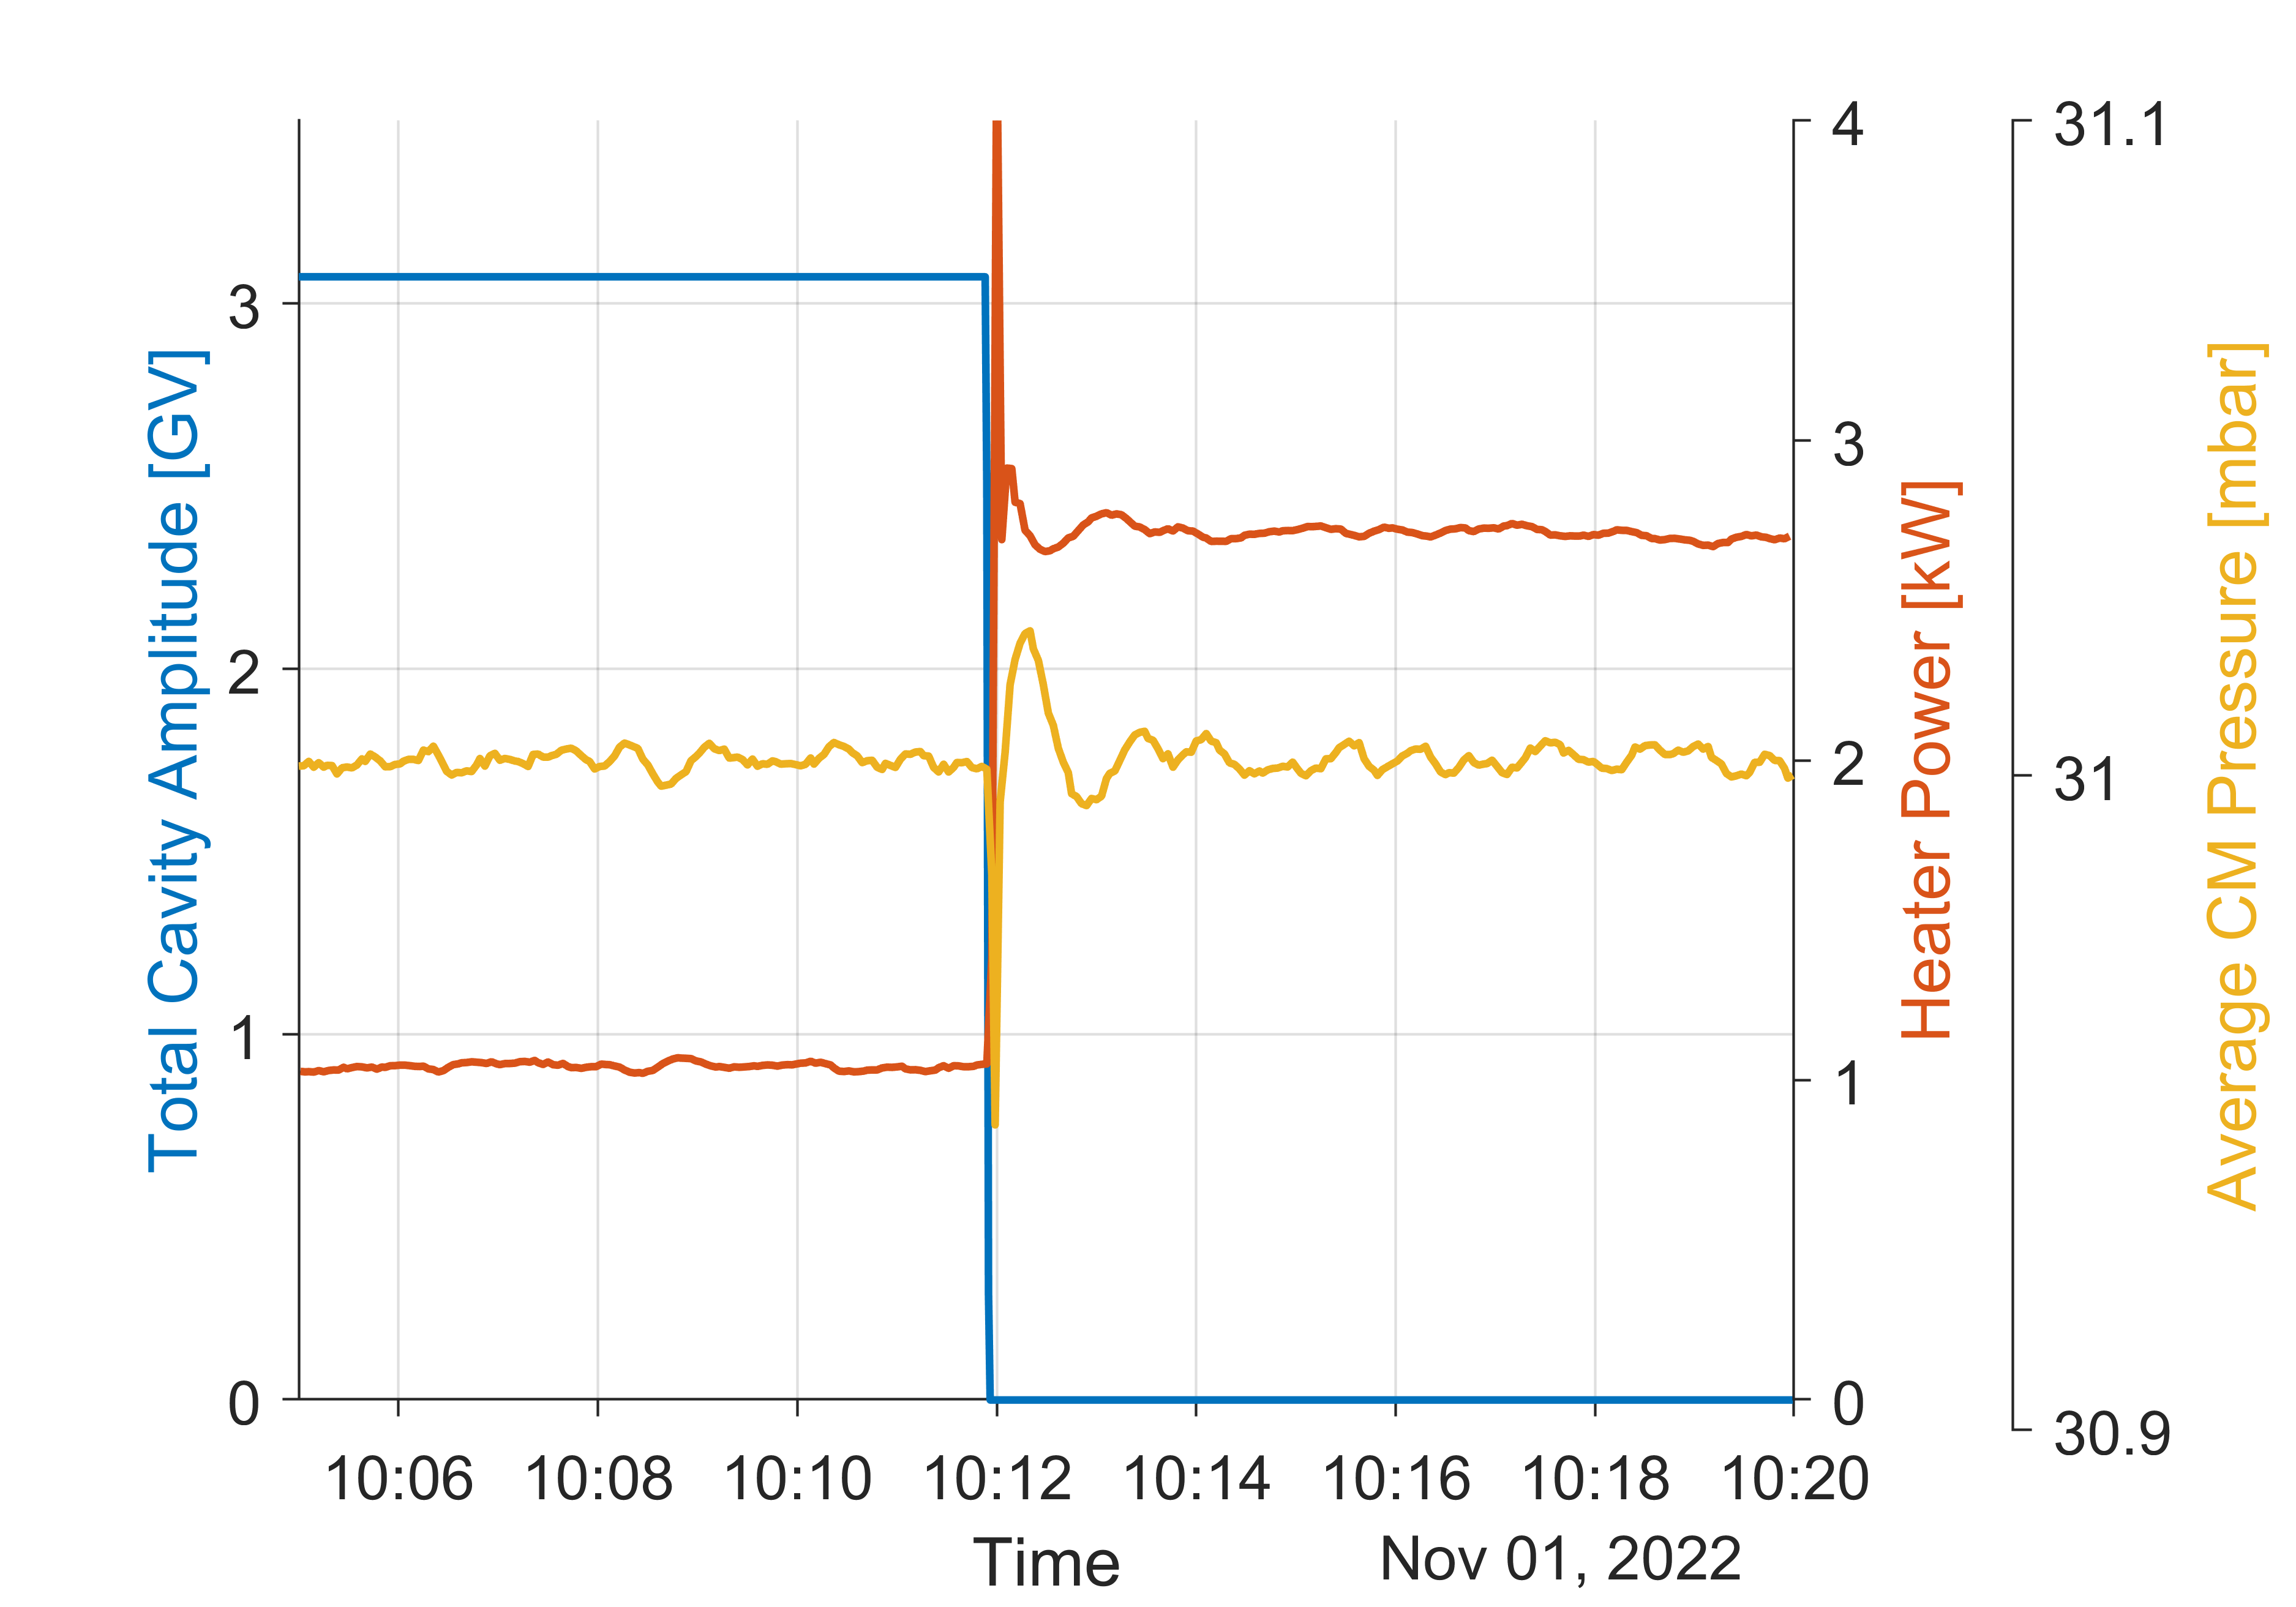 Total Cavity Amplitude [GV]
3
2
1
0
10:06 10:08 10:10 10:12 10:14 10:16 10:18 10:20
Time
Nov 01, 2022
4
3
2
1
0
Heater Power [kW]
31.1
31
30.9
Average CM Pressure [mbar]